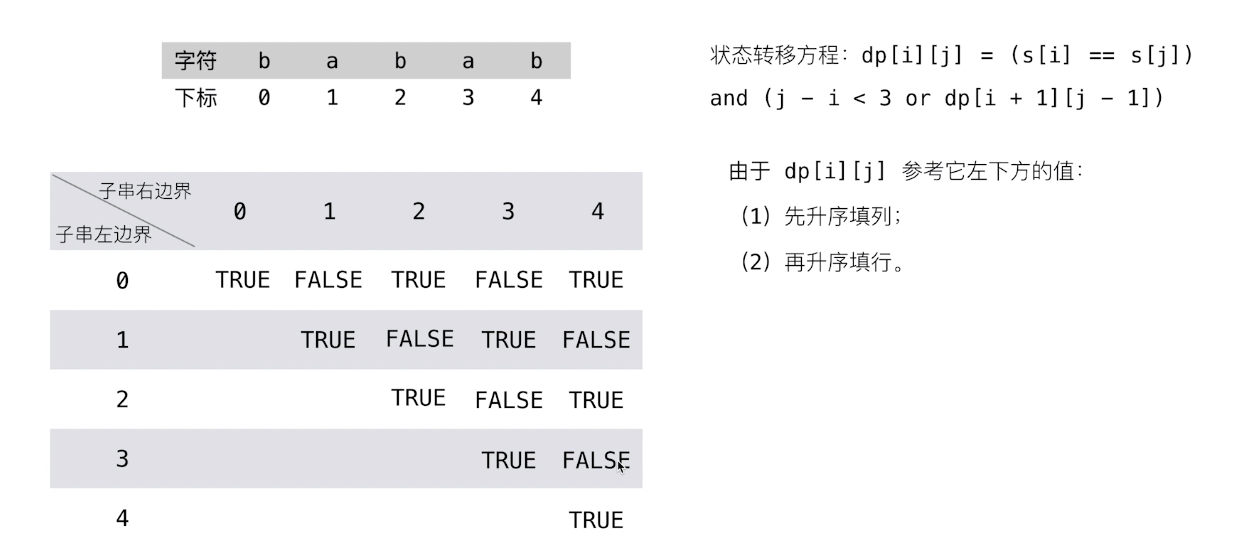 字符 b a b a b
下标 0 1 2 3 4
状态转移方程：dp[i][j] = (s[i] == s[j])
and (j − i < 3 or dp[i + 1][j − 1])
由于 dp[i][j] 参考它左下方的值：
(1) 先升序填列；
(2) 再升序填行。
子串右边界
子串左边界
0 1 2 3 4
0 TRUE FALSE TRUE FALSE TRUE
1 TRUE FALSE TRUE FALSE
2 TRUE FALSE TRUE
3 TRUE FALSE
4 TRUE